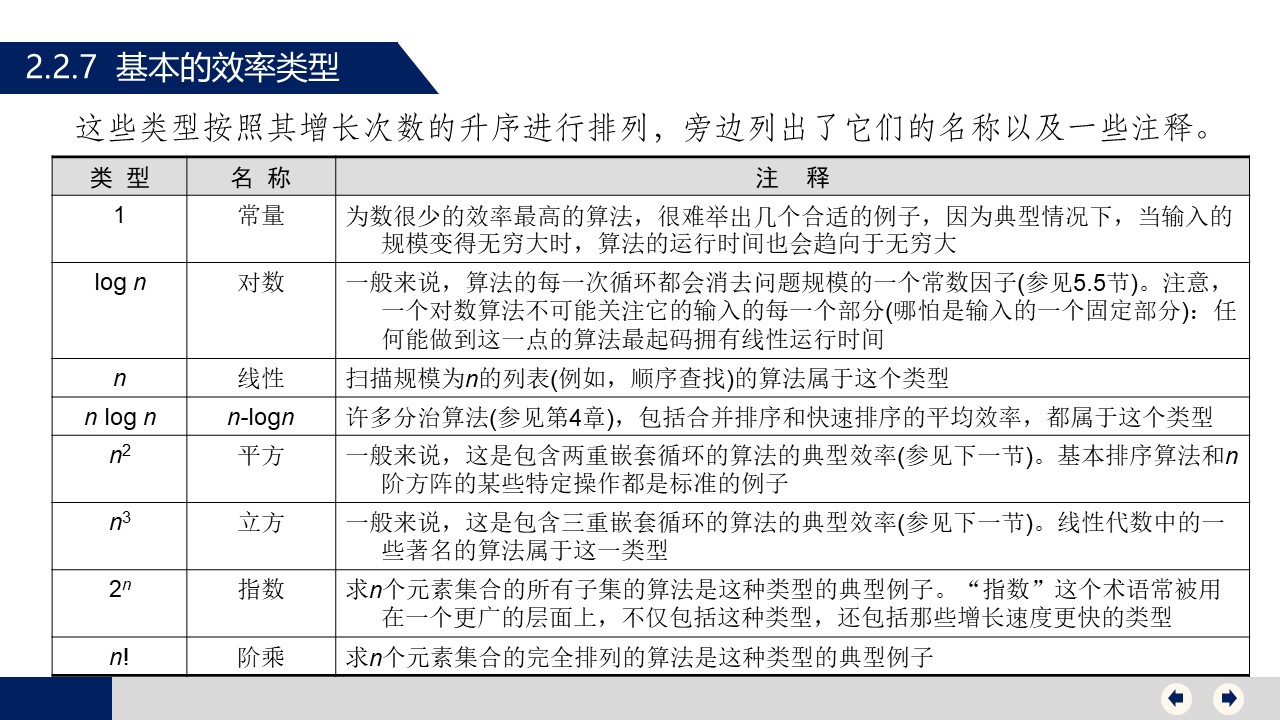 2.2.7 基本的效率类型
这些类型按照其增长次数的升序进行排列，旁边列出了它们的名称以及一些注释。
类 型 名 称 注 释
1 常量 为数很少的效率最高的算法，很难举出几个合适的例子，因为典型情况下，当输入的
规模变得无穷大时，算法的运行时间也会趋向于无穷大
log n 对数 一般来说，算法的每一次循环都会消去问题规模的一个常数因子(参见5.5节)。注意，
一个对数算法不可能关注它的输入的每一个部分(哪怕是输入的一个固定部分)：任
何能做到这一点的算法最起码拥有线性运行时间
n 线性 扫描规模为n的列表(例如，顺序查找)的算法属于这个类型
n log n n-logn 许多分治算法(参见第4章)，包括合并排序和快速排序的平均效率，都属于这个类型
n² 平方 一般来说，这是包含两重嵌套循环的算法的典型效率(参见下一节)。基本排序算法和n
阶方阵的某些特定操作都是标准的例子
n³ 立方 一般来说，这是包含三重嵌套循环的算法的典型效率(参见下一节)。线性代数中的一
些著名的算法属于这一类型
2ⁿ 指数 求n个元素集合的所有子集的算法是这种类型的典型例子。“指数”这个术语常被用
在一个更广的层面上，不仅包括这种类型，还包括那些增长速度更快的类型
n! 阶乘 求n个元素集合的完全排列的算法是这种类型的典型例子